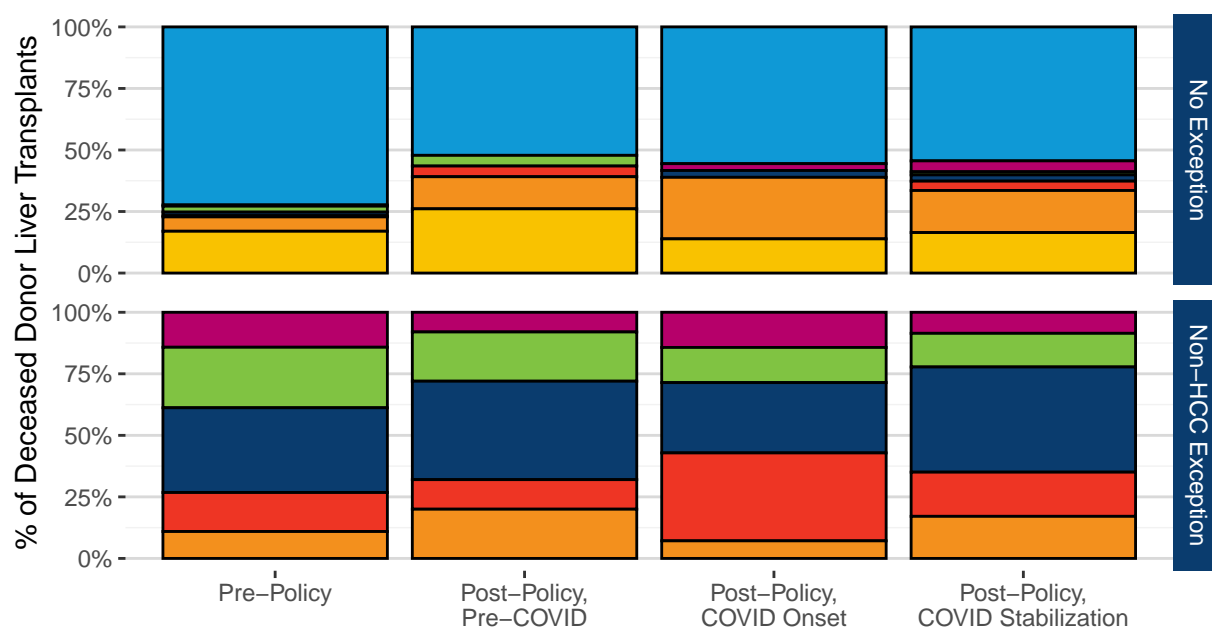 % of Deceased Donor Liver Transplants
100%
75%
50%
25%
0%
No Exception
100%
75%
50%
25%
0%
Non−HCC Exception
Pre−Policy
Post−Policy,
Pre−COVID
Post−Policy,
COVID Onset
Post−Policy,
COVID Stabilization